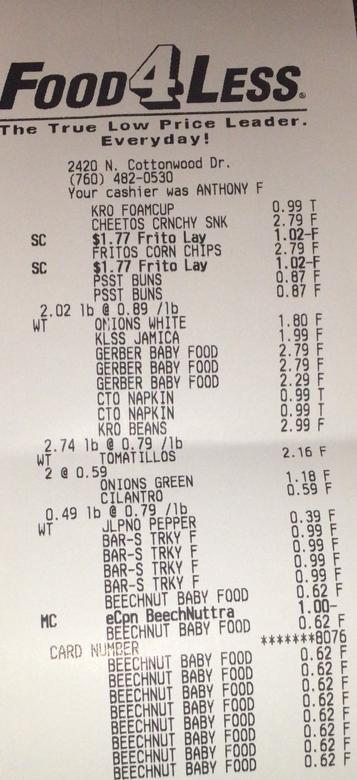 FOOD 4 LESS®
The True Low Price Leader.
Everyday!
2420 N. Cottonwood Dr.
(760) 482-0530
Your cashier was ANTHONY F
KRO FOAMCUP 0.99 T
CHEETOS CRNCHY SNK 2.79 F
SC $1.77 Frito Lay 1.02-F
FRITOS CORN CHIPS 2.79 F
SC $1.77 Frito Lay 1.02-F
PSST BUNS 0.87 F
PSST BUNS 0.87 F
2.02 lb @ 0.89 /lb
WT ONIONS WHITE 1.80 F
KLSS JAMICA 1.99 F
GERBER BABY FOOD 2.79 F
GERBER BABY FOOD 2.79 F
GERBER BABY FOOD 2.29 F
CTO NAPKIN 0.99 T
CTO NAPKIN 0.99 T
KRO BEANS 2.99 F
2.74 lb @ 0.79 /lb
WT TOMATILLOS 2.16 F
2 @ 0.59
ONIONS GREEN 1.18 F
CILANTRO 0.59 F
0.49 lb @ 0.79 /lb
WT JLPNO PEPPER 0.39 F
BAR-S TRKY F 0.99 F
BAR-S TRKY F 0.99 F
BAR-S TRKY F 0.99 F
BAR-S TRKY F 0.99 F
BEECHNUT BABY FOOD 0.62 F
MC eCpn BeechNuttra 1.00-
BEECHNUT BABY FOOD 0.62 F
CARD NUMBER *******8076
BEECHNUT BABY FOOD 0.62 F
BEECHNUT BABY FOOD 0.62 F
BEECHNUT BABY FOOD 0.62 F
BEECHNUT BABY FOOD 0.62 F
BEECHNUT BABY FOOD 0.62 F
BEECHNUT BABY FOOD 0.62 F
BEECHNUT BABY FOOD 0.62 F
BEECHNUT BABY FOOD 0.62 F